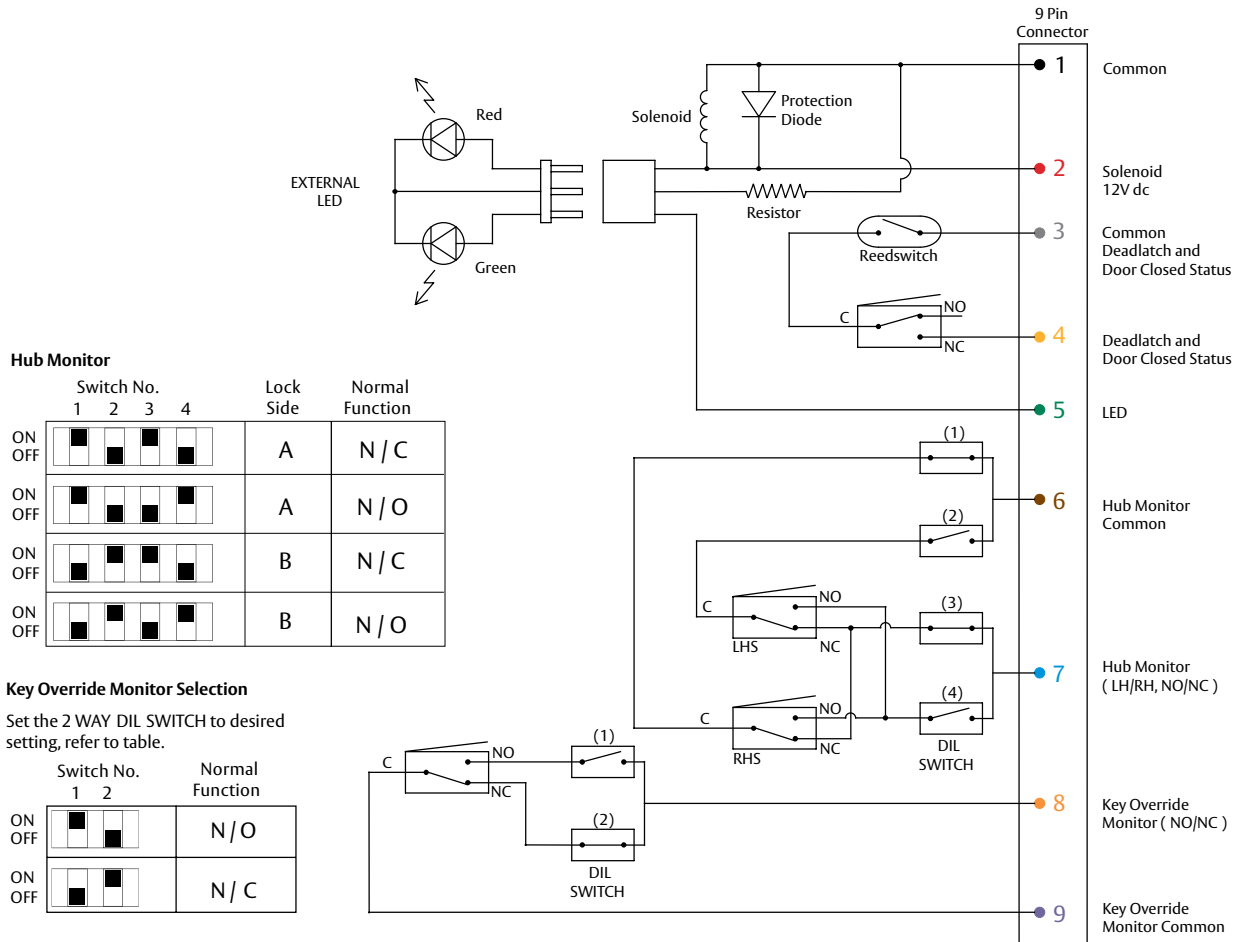 9 Pin
Connector
1
Common
Red
Solenoid
Protection
Diode
EXTERNAL
LED
2
Solenoid
12V dc
Resistor
Green
3
Common
Deadlatch and
Door Closed Status
Reedswitch
C
NO
NC
4
Deadlatch and
Door Closed Status
5
LED
Hub Monitor
Switch No.
1 2 3 4
Lock
Side
Normal
Function
ON
OFF
A
N / C
ON
OFF
A
N / O
ON
OFF
B
N / C
ON
OFF
B
N / O
(1)
6
Hub Monitor
Common
(2)
C
NO
NC
LHS
(3)
7
Hub Monitor
( LH/RH, NO/NC )
(4)
C
NO
NC
RHS
DIL
SWITCH
Key Override Monitor Selection
Set the 2 WAY DIL SWITCH to desired
setting, refer to table.
Switch No.
1 2
Normal
Function
ON
OFF
N / O
ON
OFF
N / C
C
NO
NC
(1)
(2)
DIL
SWITCH
8
Key Override
Monitor ( NO/NC )
9
Key Override
Monitor Common